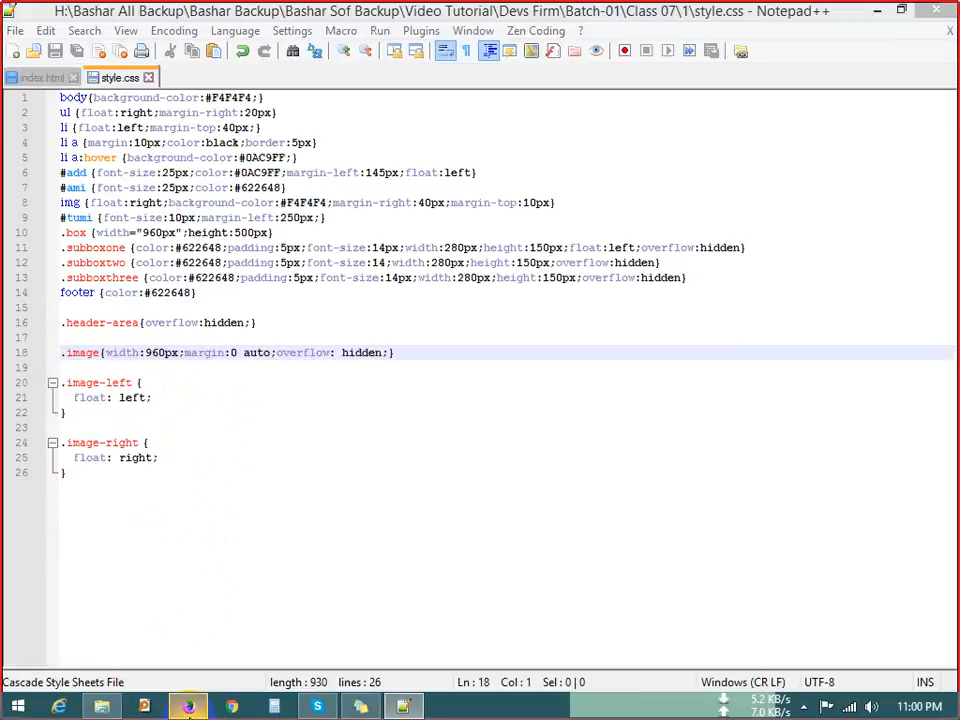 H:\Bashar All Backup\Bashar Backup\Bashar Sof Backup\Video Tutorial\Devs Firm\Batch-01\Class 07\1\style.css - Notepad++
File Edit Search View Encoding Language Settings Macro Run Plugins Window Zen Coding ? X
index.html style.css
1 body{background-color:#F4F4F4;}
2 ul {float:right;margin-right:20px}
3 li {float:left;margin-top:40px;}
4 li a {margin:10px;color:black;border:5px}
5 li a:hover {background-color:#0AC9FF;}
6 #add {font-size:25px;color:#0AC9FF;margin-left:145px;float:left}
7 #ami {font-size:25px;color:#622648}
8 img {float:right;background-color:#F4F4F4;margin-right:40px;margin-top:10px}
9 #tumi {font-size:10px;margin-left:250px;}
10 .box {width="960px";height:500px}
11 .subboxone {color:#622648;padding:5px;font-size:14px;width:280px;height:150px;float:left;overflow:hidden}
12 .subboxtwo {color:#622648;padding:5px;font-size:14;width:280px;height:150px;overflow:hidden}
13 .subboxthree {color:#622648;padding:5px;font-size:14px;width:280px;height:150px;overflow:hidden}
14 footer {color:#622648}
15
16 .header-area{overflow:hidden;}
17
18 .image{width:960px;margin:0 auto;overflow: hidden;}
19
20 .image-left {
21 float: left;
22 }
23
24 .image-right {
25 float: right;
26 }
Cascade Style Sheets File length : 930 lines : 26 Ln : 18 Col : 1 Sel : 0 | 0 Windows (CR LF) UTF-8 INS
5.2 KB/s
7.0 KB/s
11:00 PM